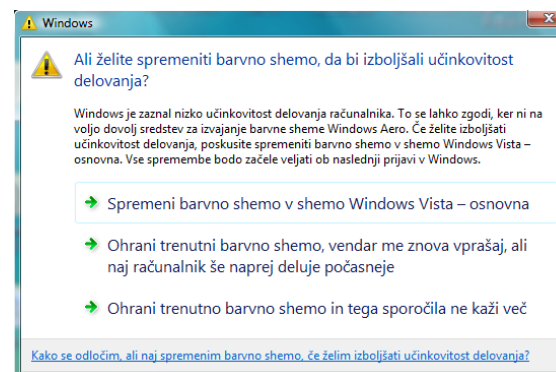 Windows
Ali želite spremeniti barvno shemo, da bi izboljšali učinkovitost
delovanja?
Windows je zaznal nizko učinkovitost delovanja računalnika. To se lahko zgodi, ker ni na
voljo dovolj sredstev za izvajanje barvne sheme Windows Aero. Če želite izboljšati
učinkovitost delovanja, poskusite spremeniti barvno shemo v shemo Windows Vista –
osnovna. Vse spremembe bodo začele veljati ob naslednji prijavi v Windows.
Spremeni barvno shemo v shemo Windows Vista – osnovna
Ohrani trenutni barvno shemo, vendar me znova vprašaj, ali
naj računalnik še naprej deluje počasneje
Ohrani trenutno barvno shemo in tega sporočila ne kaži več
Kako se odločim, ali naj spremenim barvno shemo, če želim izboljšati učinkovitost delovanja?